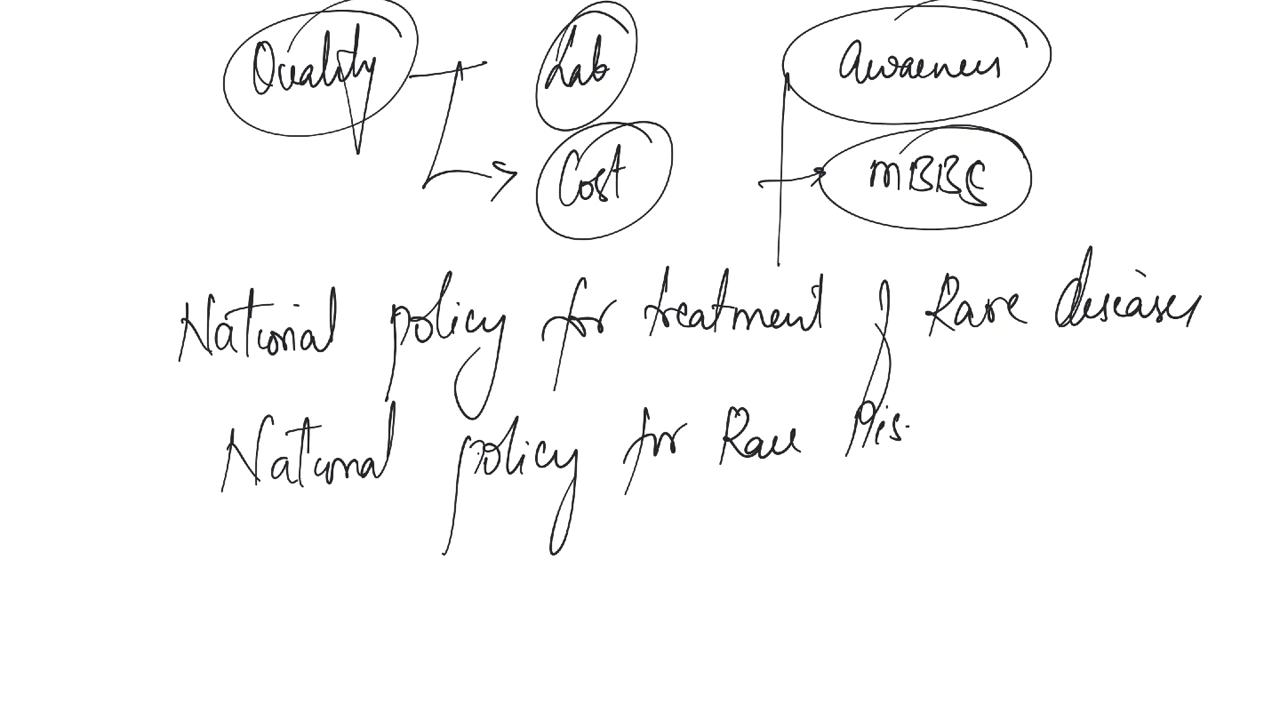 Quality Lab Awareness
Cost MBBS
National policy for treatment of Rare diseases
National policy for Rare Dis.